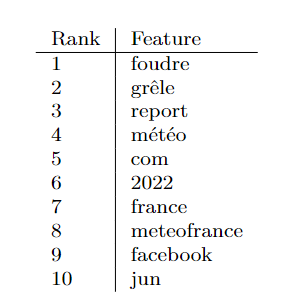 Rank Feature
1 foudre
2 grêle
3 report
4 météo
5 com
6 2022
7 france
8 meteofrance
9 facebook
10 jun